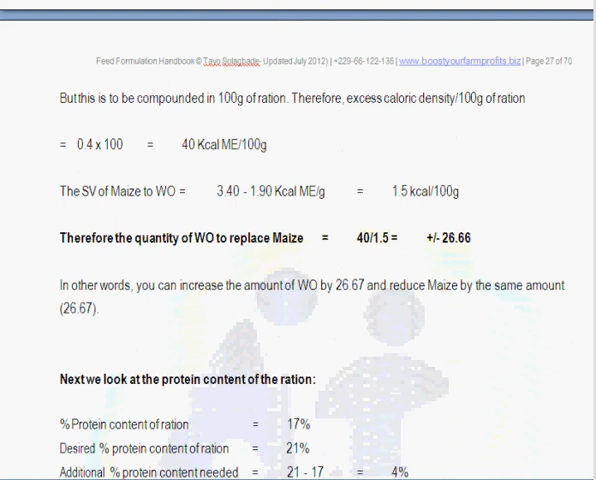 Feed Formulation Handbook © Tayo Solagbade- Updated July 2012) | +229-66-122-136 | www.boostyourfarmprofits.biz | Page 27 of 70
But this is to be compounded in 100g of ration. Therefore, excess caloric density/100g of ration
= 0.4 x 100 = 40 Kcal ME/100g
The SV of Maize to WO = 3.40 - 1.90 Kcal ME/g = 1.5 kcal/100g
Therefore the quantity of WO to replace Maize = 40/1.5 = +/- 26.66
In other words, you can increase the amount of WO by 26.67 and reduce Maize by the same amount
(26.67).
Next we look at the protein content of the ration:
% Protein content of ration = 17%
Desired % protein content of ration = 21%
Additional % protein content needed = 21 - 17 = 4%